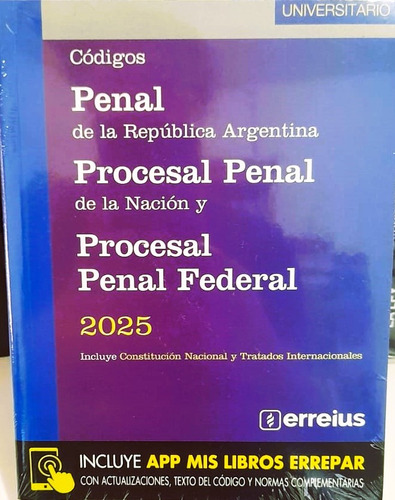 UNIVERSITARIO
Códigos
Penal
de la República Argentina
Procesal Penal
de la Nación y
Procesal
Penal Federal
2025
Incluye Constitución Nacional y Tratados Internacionales
erreius
INCLUYE APP MIS LIBROS ERREPAR
CON ACTUALIZACIONES, TEXTO DEL CÓDIGO Y NORMAS COMPLEMENTARIAS